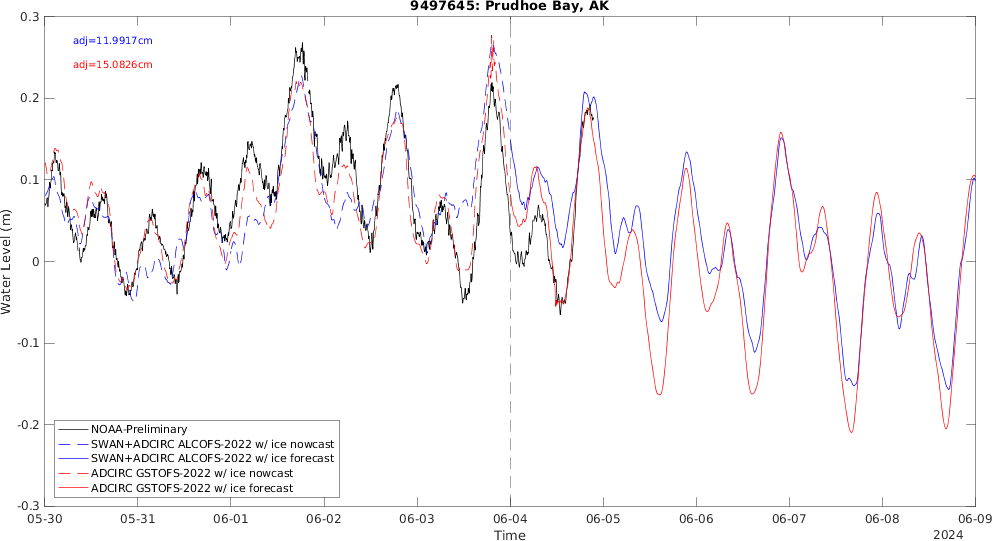 9497645: Prudhoe Bay, AK
0.3
adj=11.9917cm
adj=15.0826cm
0.2
0.1
0
-0.1
-0.2
-0.3
Water Level (m)
NOAA-Preliminary
SWAN+ADCIRC ALCOFS-2022 w/ ice nowcast
SWAN+ADCIRC ALCOFS-2022 w/ ice forecast
ADCIRC GSTOFS-2022 w/ ice nowcast
ADCIRC GSTOFS-2022 w/ ice forecast
05-30 05-31 06-01 06-02 06-03 06-04 06-05 06-06 06-07 06-08 06-09
Time
2024